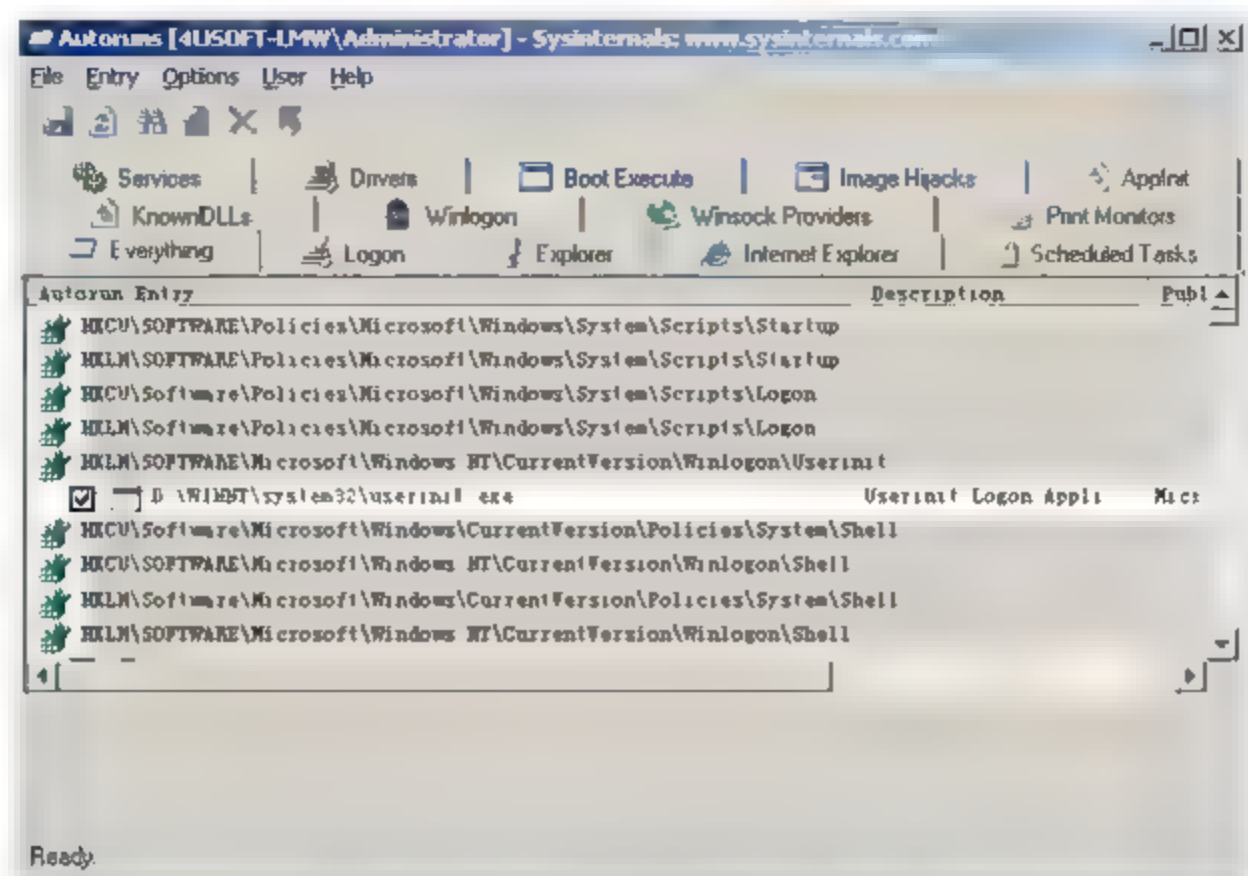 Autoruns [4USOFT-LMW\Administrator] - Sysinternals: www.sysinternals.com
File Entry Options User Help
Services Drivers Boot Execute Image Hijacks AppInit
KnownDLLs Winlogon Winsock Providers Print Monitors
Everything Logon Explorer Internet Explorer Scheduled Tasks
Autorun Entry Description Publ
HKCU\SOFTWARE\Policies\Microsoft\Windows\System\Scripts\Startup
HKLM\SOFTWARE\Policies\Microsoft\Windows\System\Scripts\Startup
HKCU\Software\Policies\Microsoft\Windows\System\Scripts\Logon
HKLM\Software\Policies\Microsoft\Windows\System\Scripts\Logon
HKLM\SOFTWARE\Microsoft\Windows NT\CurrentVersion\Winlogon\Userinit
D:\WINNT\system32\userinit.exe Userinit Logon Appli Micr
HKCU\Software\Microsoft\Windows\CurrentVersion\Policies\System\Shell
HKCU\SOFTWARE\Microsoft\Windows NT\CurrentVersion\Winlogon\Shell
HKLM\Software\Microsoft\Windows\CurrentVersion\Policies\System\Shell
HKLM\SOFTWARE\Microsoft\Windows NT\CurrentVersion\Winlogon\Shell
Ready.